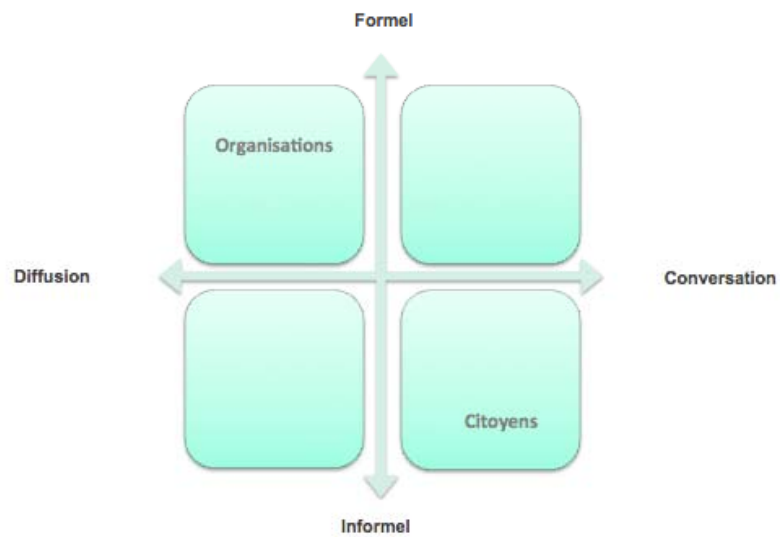 Formel
Organisations
Diffusion
Conversation
Citoyens
Informel